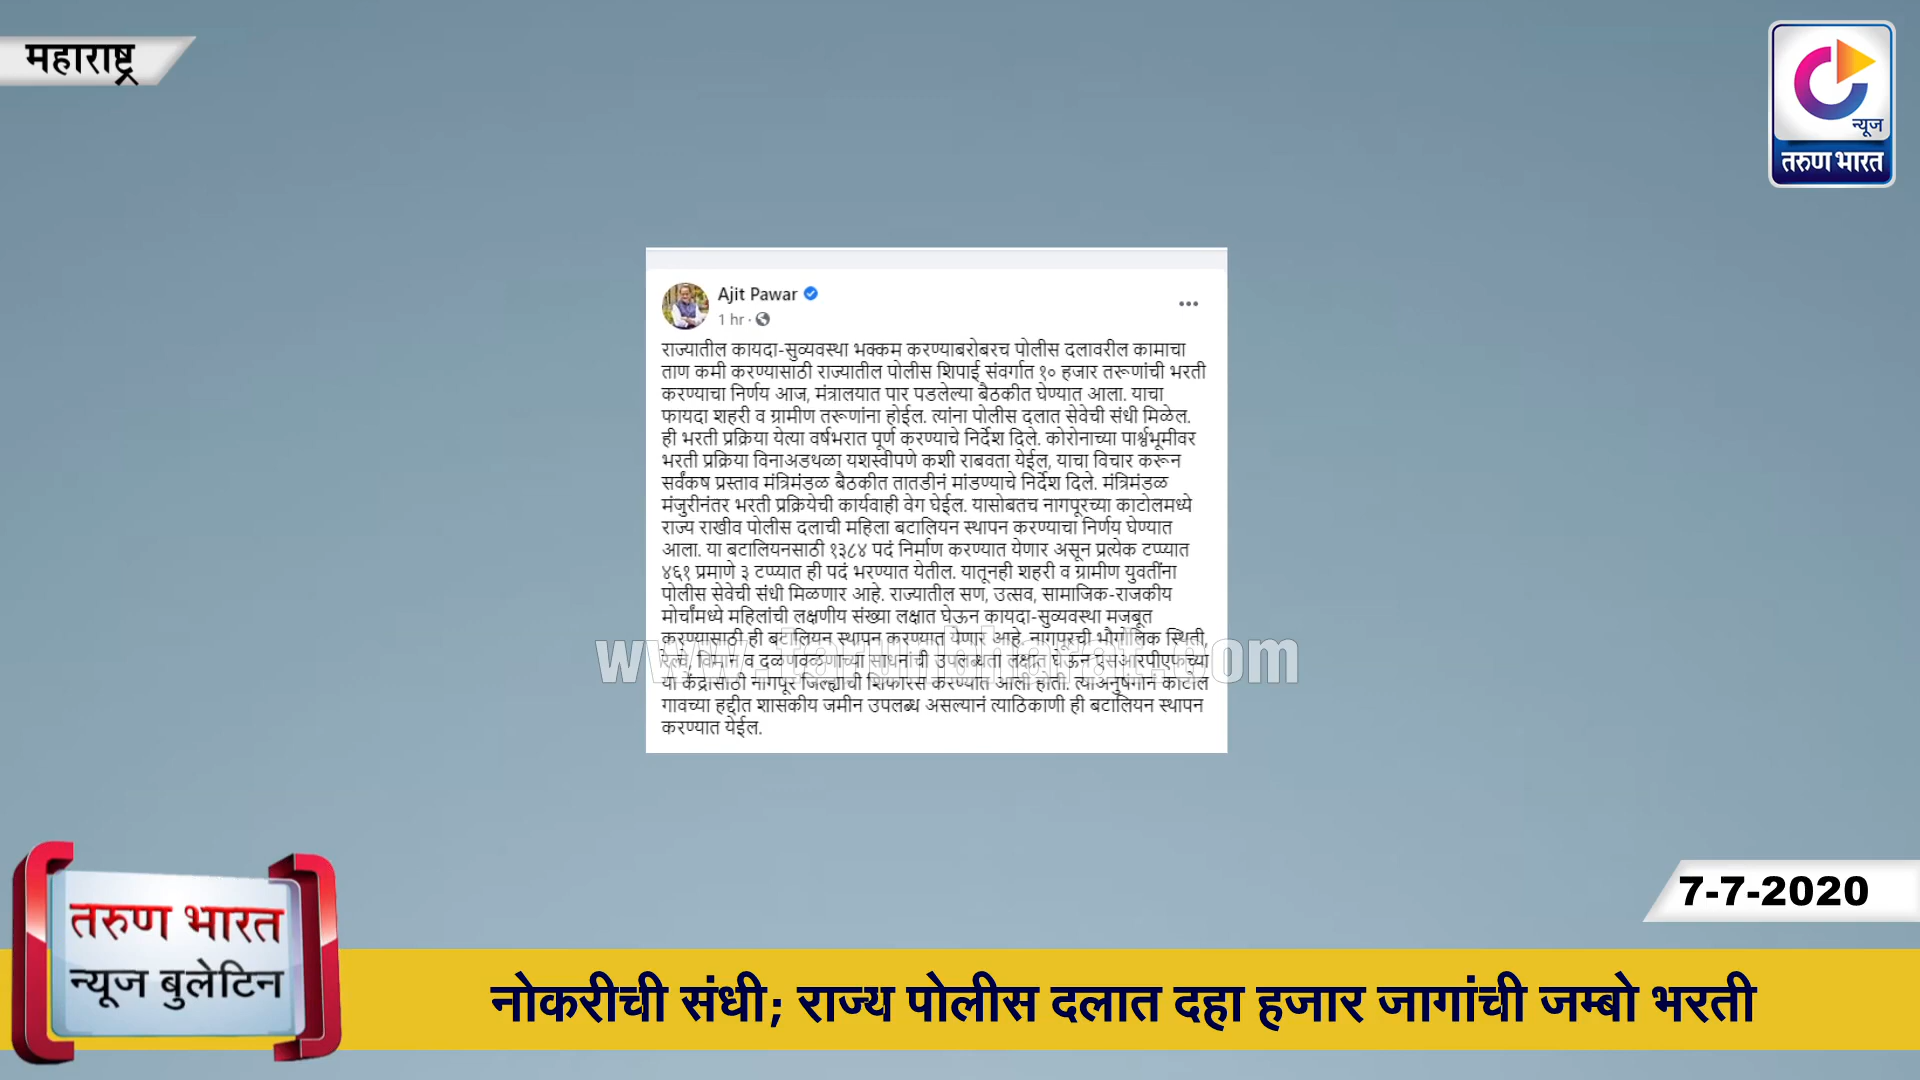 महाराष्ट्र
न्यूज
तरुण भारत
Ajit Pawar
1 hr ·
राज्यातील कायदा-सुव्यवस्था भक्कम करण्याबरोबरच पोलीस दलावरील कामाचा
ताण कमी करण्यासाठी राज्यातील पोलीस शिपाई संवर्गात १० हजार तरूणांची भरती
करण्याचा निर्णय आज, मंत्रालयात पार पडलेल्या बैठकीत घेण्यात आला. याचा
फायदा शहरी व ग्रामीण तरूणांना होईल. त्यांना पोलीस दलात सेवेची संधी मिळेल.
ही भरती प्रक्रिया येत्या वर्षभरात पूर्ण करण्याचे निर्देश दिले. कोरोनाच्या पार्श्वभूमीवर
भरती प्रक्रिया विनाअडथळा यशस्वीपणे कशी राबवता येईल, याचा विचार करून
सर्वंकष प्रस्ताव मंत्रिमंडळ बैठकीत तातडीनं मांडण्याचे निर्देश दिले. मंत्रिमंडळ
मंजुरीनंतर भरती प्रक्रियेची कार्यवाही वेग घेईल. यासोबतच नागपूरच्या काटोलमध्ये
राज्य राखीव पोलीस दलाची महिला बटालियन स्थापन करण्याचा निर्णय घेण्यात
आला. या बटालियनसाठी १३८४ पदं निर्माण करण्यात येणार असून प्रत्येक टप्प्यात
४६१ प्रमाणे ३ टप्प्यात ही पदं भरण्यात येतील. यातूनही शहरी व ग्रामीण युवतींना
पोलीस सेवेची संधी मिळणार आहे. राज्यातील सण, उत्सव, सामाजिक-राजकीय
मोर्चांमध्ये महिलांची लक्षणीय संख्या लक्षात घेऊन कायदा-सुव्यवस्था मजबूत
करण्यासाठी ही बटालियन स्थापन करण्यात येणार आहे. नागपूरची भौगोलिक स्थिती,
रेल्वे, विमान व दळणवळणाच्या साधनांची उपलब्धता लक्षात घेऊन एसआरपीएफच्या
या केंद्रासाठी नागपूर जिल्ह्याची शिफारस करण्यात आली होती. त्याअनुषंगानं काटोल
गावच्या हद्दीत शासकीय जमीन उपलब्ध असल्यानं त्याठिकाणी ही बटालियन स्थापन
करण्यात येईल.
www.tarunbharat.com
7-7-2020
तरुण भारत
न्यूज बुलेटिन
नोकरीची संधी; राज्य पोलीस दलात दहा हजार जागांची जम्बो भरती